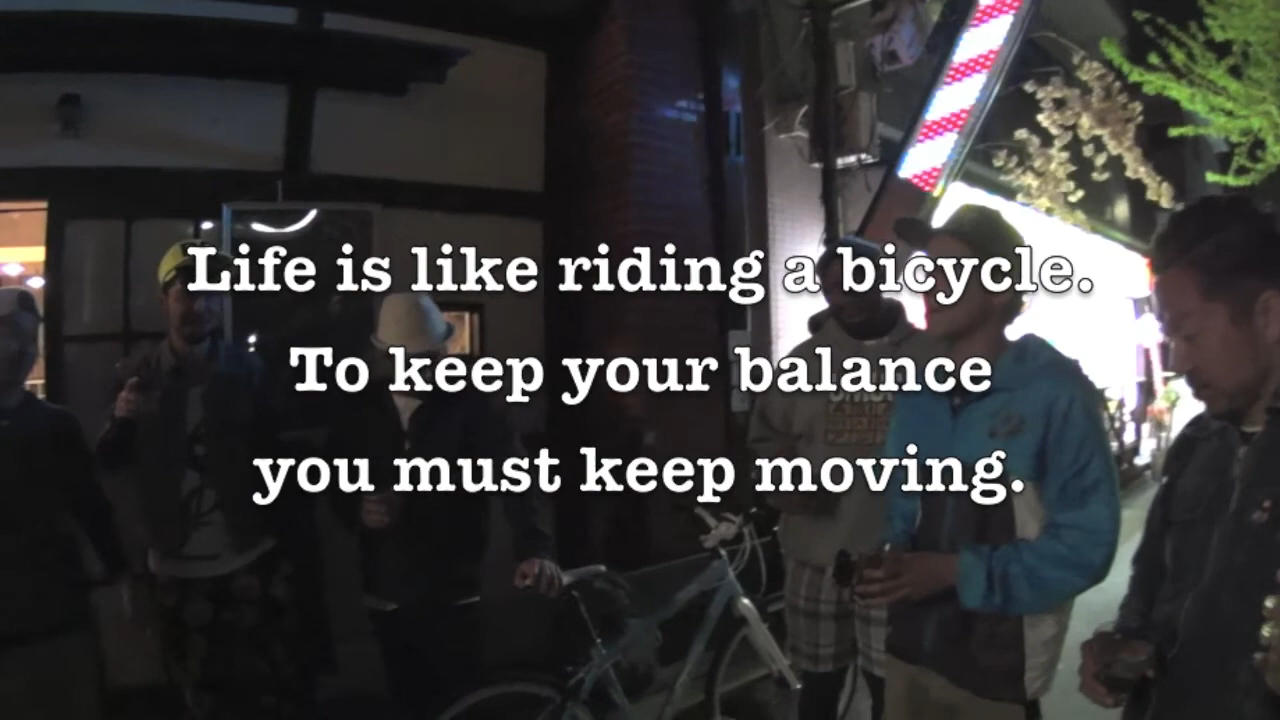 Life is like riding a bicycle.
To keep your balance
you must keep moving.